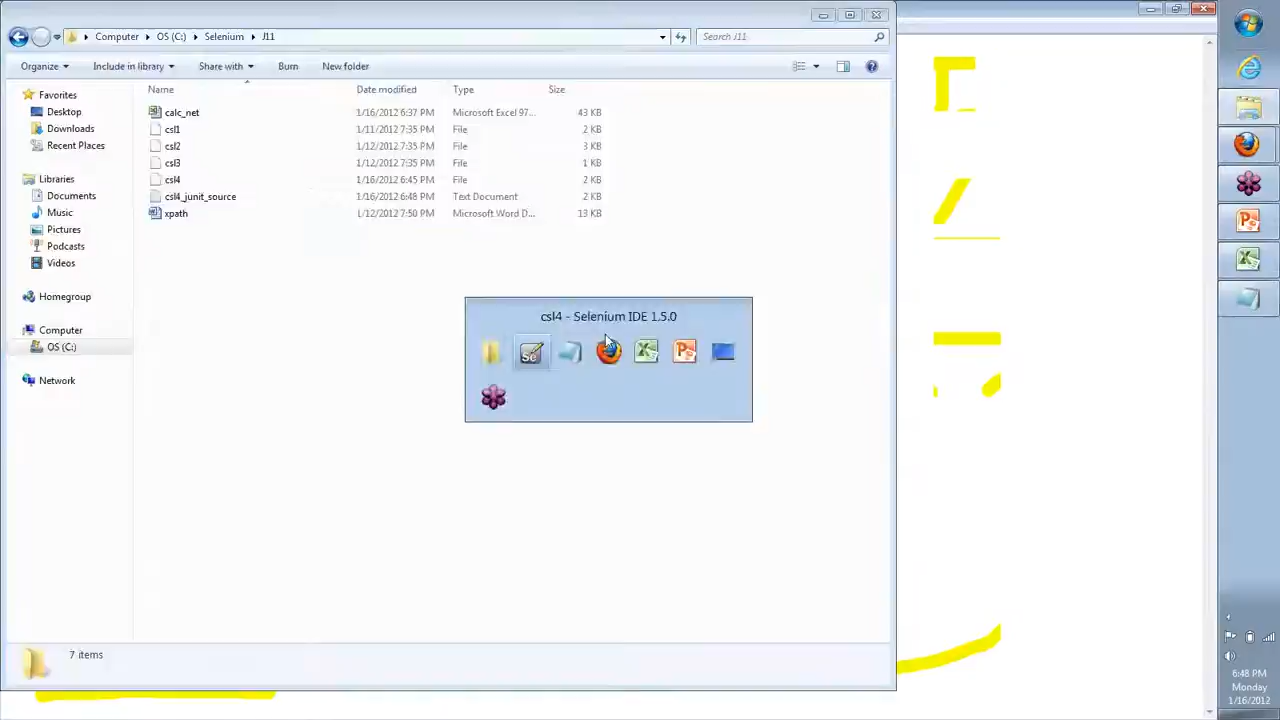 Computer
OS (C:)
Selenium
J11
Search J11
Organize
Include in library
Share with
Burn
New folder
Name
Date modified
Type
Size
Favorites
Desktop
Downloads
Recent Places
Libraries
Documents
Music
Pictures
Podcasts
Videos
Homegroup
Computer
OS (C:)
Network
calc_net 1/16/2012 6:37 PM Microsoft Excel 97... 43 KB
csl1 1/11/2012 7:35 PM File 2 KB
csl2 1/12/2012 7:35 PM File 3 KB
csl3 1/12/2012 7:35 PM File 1 KB
csl4 1/16/2012 6:45 PM File 2 KB
csl4_junit_source 1/16/2012 6:48 PM Text Document 2 KB
xpath 1/12/2012 7:50 PM Microsoft Word D... 13 KB
csl4 - Selenium IDE 1.5.0
Se
7 items
6:48 PM
Monday
1/16/2012